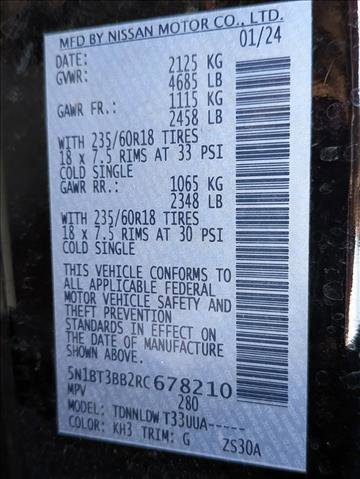 MFD BY NISSAN MOTOR CO., LTD.
DATE: 01/24
GVWR: 2125 KG
4685 LB
GAWR FR.: 1115 KG
2458 LB
WITH 235/60R18 TIRES
18 x 7.5 RIMS AT 33 PSI
COLD SINGLE
GAWR RR.: 1065 KG
2348 LB
WITH 235/60R18 TIRES
18 x 7.5 RIMS AT 30 PSI
COLD SINGLE
THIS VEHICLE CONFORMS TO
ALL APPLICABLE FEDERAL
MOTOR VEHICLE SAFETY AND
THEFT PREVENTION
STANDARDS IN EFFECT ON
THE DATE OF MANUFACTURE
SHOWN ABOVE.
5N1BT3BB2RC678210
MPV 280
MODEL: TDNNLDW T33UUA-----
COLOR: KH3 TRIM: G ZS30A